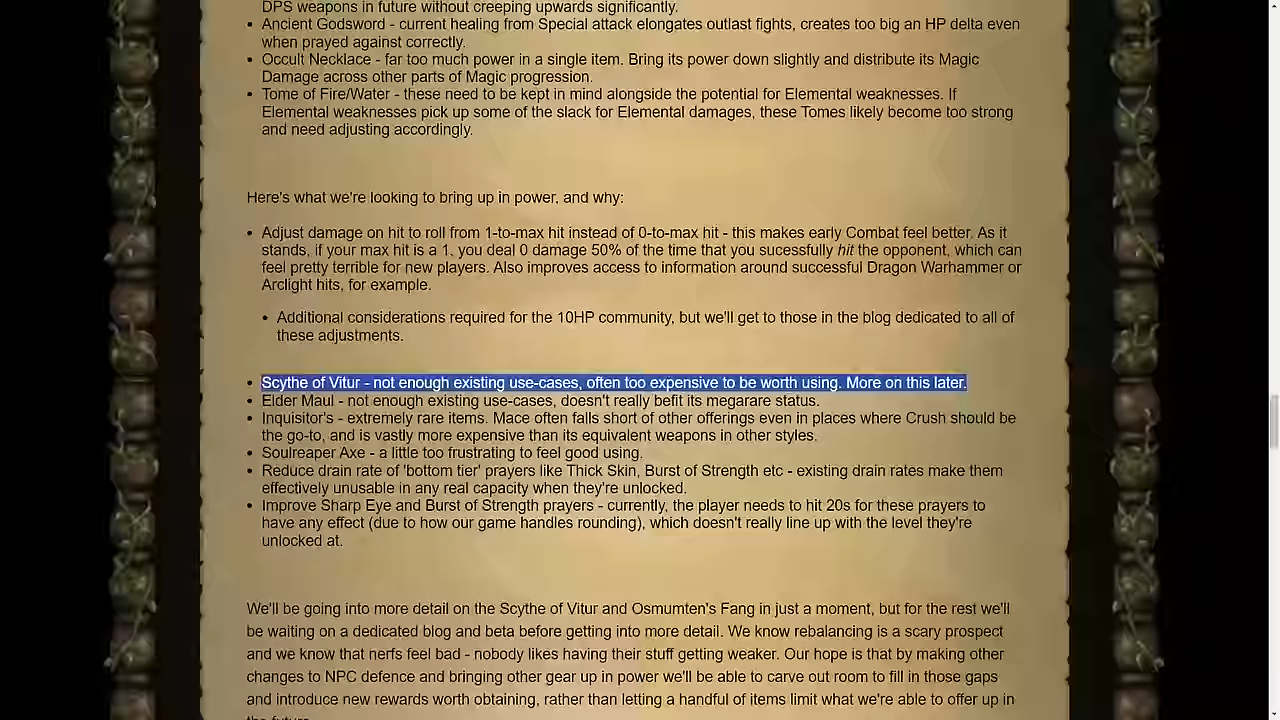 DPS weapons in future without creeping upwards significantly.
• Ancient Godsword - current healing from Special attack elongates outlast fights, creates too big an HP delta even
when prayed against correctly.
• Occult Necklace - far too much power in a single item. Bring its power down slightly and distribute its Magic
Damage across other parts of Magic progression.
• Tome of Fire/Water - these need to be kept in mind alongside the potential for Elemental weaknesses. If
Elemental weaknesses pick up some of the slack for Elemental damages, these Tomes likely become too strong
and need adjusting accordingly.
Here's what we're looking to bring up in power, and why:
• Adjust damage on hit to roll from 1-to-max hit instead of 0-to-max hit - this makes early Combat feel better. As it
stands, if your max hit is a 1, you deal 0 damage 50% of the time that you sucessfully hit the opponent, which can
feel pretty terrible for new players. Also improves access to information around successful Dragon Warhammer or
Arclight hits, for example.
• Additional considerations required for the 10HP community, but we'll get to those in the blog dedicated to all of
these adjustments.
• Scythe of Vitur - not enough existing use-cases, often too expensive to be worth using. More on this later.
• Elder Maul - not enough existing use-cases, doesn't really befit its megarare status.
• Inquisitor's - extremely rare items. Mace often falls short of other offerings even in places where Crush should be
the go-to, and is vastly more expensive than its equivalent weapons in other styles.
• Soulreaper Axe - a little too frustrating to feel good using.
• Reduce drain rate of 'bottom tier' prayers like Thick Skin, Burst of Strength etc - existing drain rates make them
effectively unusable in any real capacity when they're unlocked.
• Improve Sharp Eye and Burst of Strength prayers - currently, the player needs to hit 20s for these prayers to
have any effect (due to how our game handles rounding), which doesn't really line up with the level they're
unlocked at.
We'll be going into more detail on the Scythe of Vitur and Osmumten's Fang in just a moment, but for the rest we'll
be waiting on a dedicated blog and beta before getting into more detail. We know rebalancing is a scary prospect
and we know that nerfs feel bad - nobody likes having their stuff getting weaker. Our hope is that by making other
changes to NPC defence and bringing other gear up in power we'll be able to carve out room to fill in those gaps
and introduce new rewards worth obtaining, rather than letting a handful of items limit what we're able to offer up in
the future.